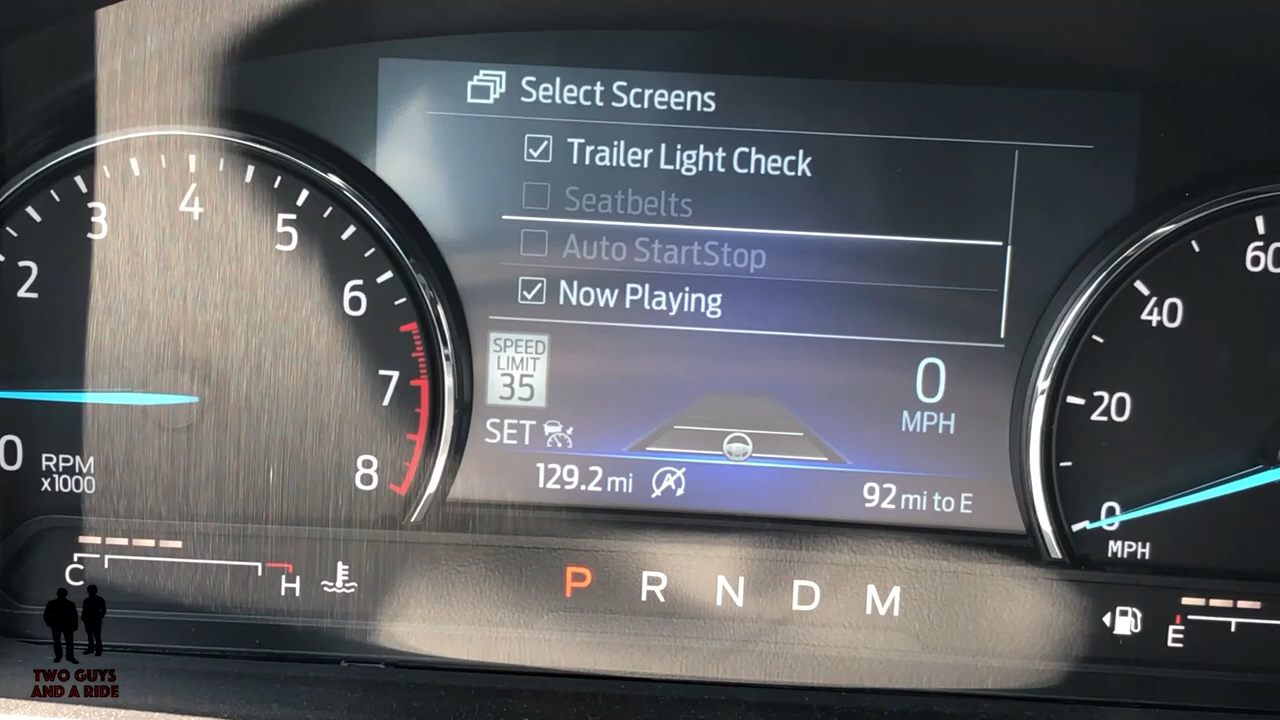 Select Screens
Trailer Light Check
Seatbelts
Auto StartStop
Now Playing
SPEED
LIMIT
35
0
MPH
SET
129.2 mi
A
92 mi to E
0
2
3
4
5
6
7
8
RPM
x1000
C
H
P R N D M
60
40
20
0
MPH
E
TWO GUYS
AND A RIDE